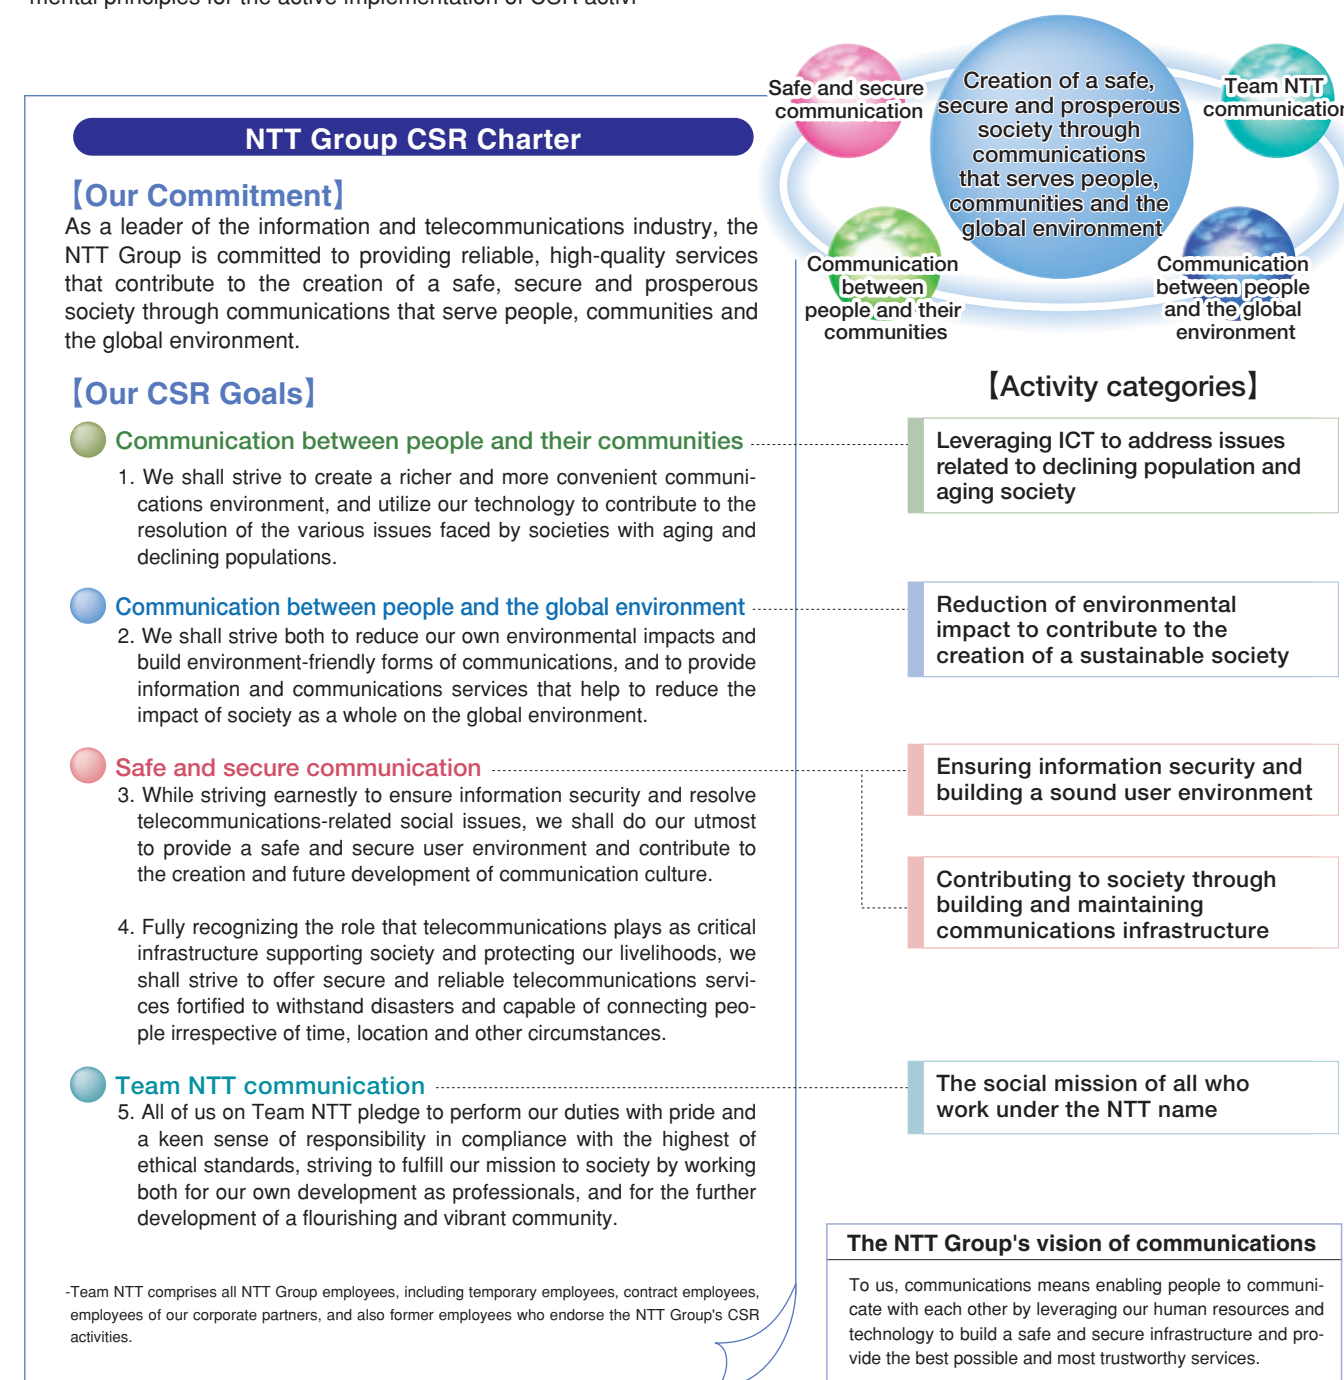 mental principles for the active implementation of CSR activi-
Safe and secure
communication
Creation of a safe,
secure and prosperous
society through
communications
that serves people,
communities and the
global environment
Team NTT
communication
Communication
between
people and their
communities
Communication
between people
and the global
environment
NTT Group CSR Charter
【Our Commitment】
As a leader of the information and telecommunications industry, the
NTT Group is committed to providing reliable, high-quality services
that contribute to the creation of a safe, secure and prosperous
society through communications that serve people, communities and
the global environment.
【Our CSR Goals】
Communication between people and their communities
1. We shall strive to create a richer and more convenient communi-
cations environment, and utilize our technology to contribute to the
resolution of the various issues faced by societies with aging and
declining populations.
Communication between people and the global environment
2. We shall strive both to reduce our own environmental impacts and
build environment-friendly forms of communications, and to provide
information and communications services that help to reduce the
impact of society as a whole on the global environment.
Safe and secure communication
3. While striving earnestly to ensure information security and resolve
telecommunications-related social issues, we shall do our utmost
to provide a safe and secure user environment and contribute to
the creation and future development of communication culture.
4. Fully recognizing the role that telecommunications plays as critical
infrastructure supporting society and protecting our livelihoods, we
shall strive to offer secure and reliable telecommunications servi-
ces fortified to withstand disasters and capable of connecting peo-
ple irrespective of time, location and other circumstances.
Team NTT communication
5. All of us on Team NTT pledge to perform our duties with pride and
a keen sense of responsibility in compliance with the highest of
ethical standards, striving to fulfill our mission to society by working
both for our own development as professionals, and for the further
development of a flourishing and vibrant community.
-Team NTT comprises all NTT Group employees, including temporary employees, contract employees,
employees of our corporate partners, and also former employees who endorse the NTT Group's CSR
activities.
【Activity categories】
Leveraging ICT to address issues
related to declining population and
aging society
Reduction of environmental
impact to contribute to the
creation of a sustainable society
Ensuring information security and
building a sound user environment
Contributing to society through
building and maintaining
communications infrastructure
The social mission of all who
work under the NTT name
The NTT Group's vision of communications
To us, communications means enabling people to communi-
cate with each other by leveraging our human resources and
technology to build a safe and secure infrastructure and pro-
vide the best possible and most trustworthy services.